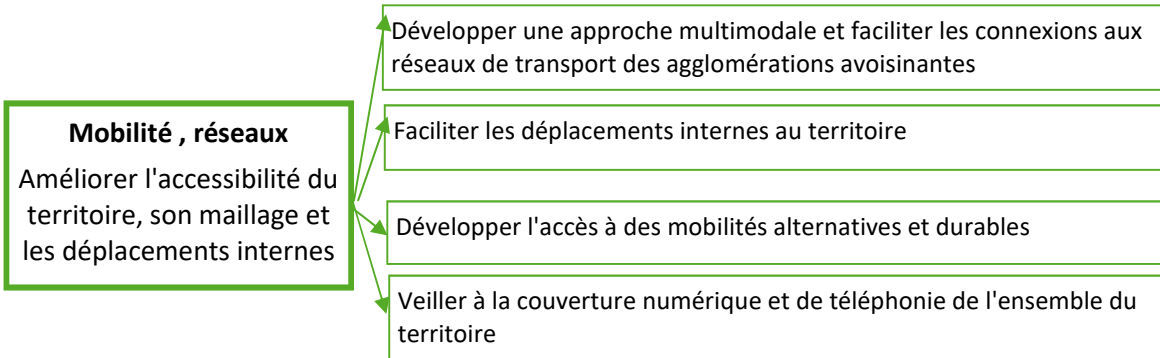 Mobilité , réseaux
Améliorer l'accessibilité du
territoire, son maillage et
les déplacements internes
Développer une approche multimodale et faciliter les connexions aux
réseaux de transport des agglomérations avoisinantes
Faciliter les déplacements internes au territoire
Développer l'accès à des mobilités alternatives et durables
Veiller à la couverture numérique et de téléphonie de l'ensemble du
territoire